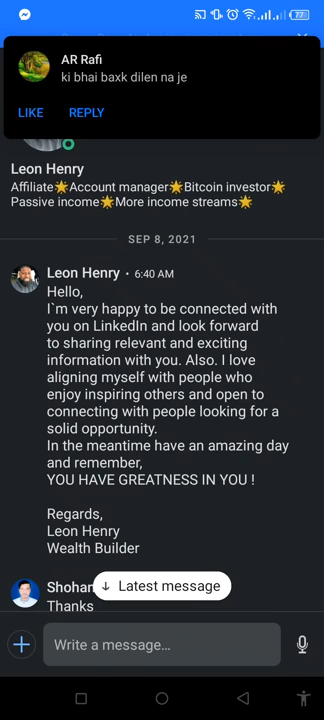 77
AR Rafi
ki bhai baxk dilen na je
LIKE
REPLY
Leon Henry
Affiliate🌟Account manager🌟Bitcoin investor🌟
Passive income🌟More income streams🌟
SEP 8, 2021
Leon Henry • 6:40 AM
Hello,
I`m very happy to be connected with
you on LinkedIn and look forward
to sharing relevant and exciting
information with you. Also. I love
aligning myself with people who
enjoy inspiring others and open to
connecting with people looking for a
solid opportunity.
In the meantime have an amazing day
and remember,
YOU HAVE GREATNESS IN YOU !
Regards,
Leon Henry
Wealth Builder
Shohan
↓ Latest message
Thanks
Write a message...